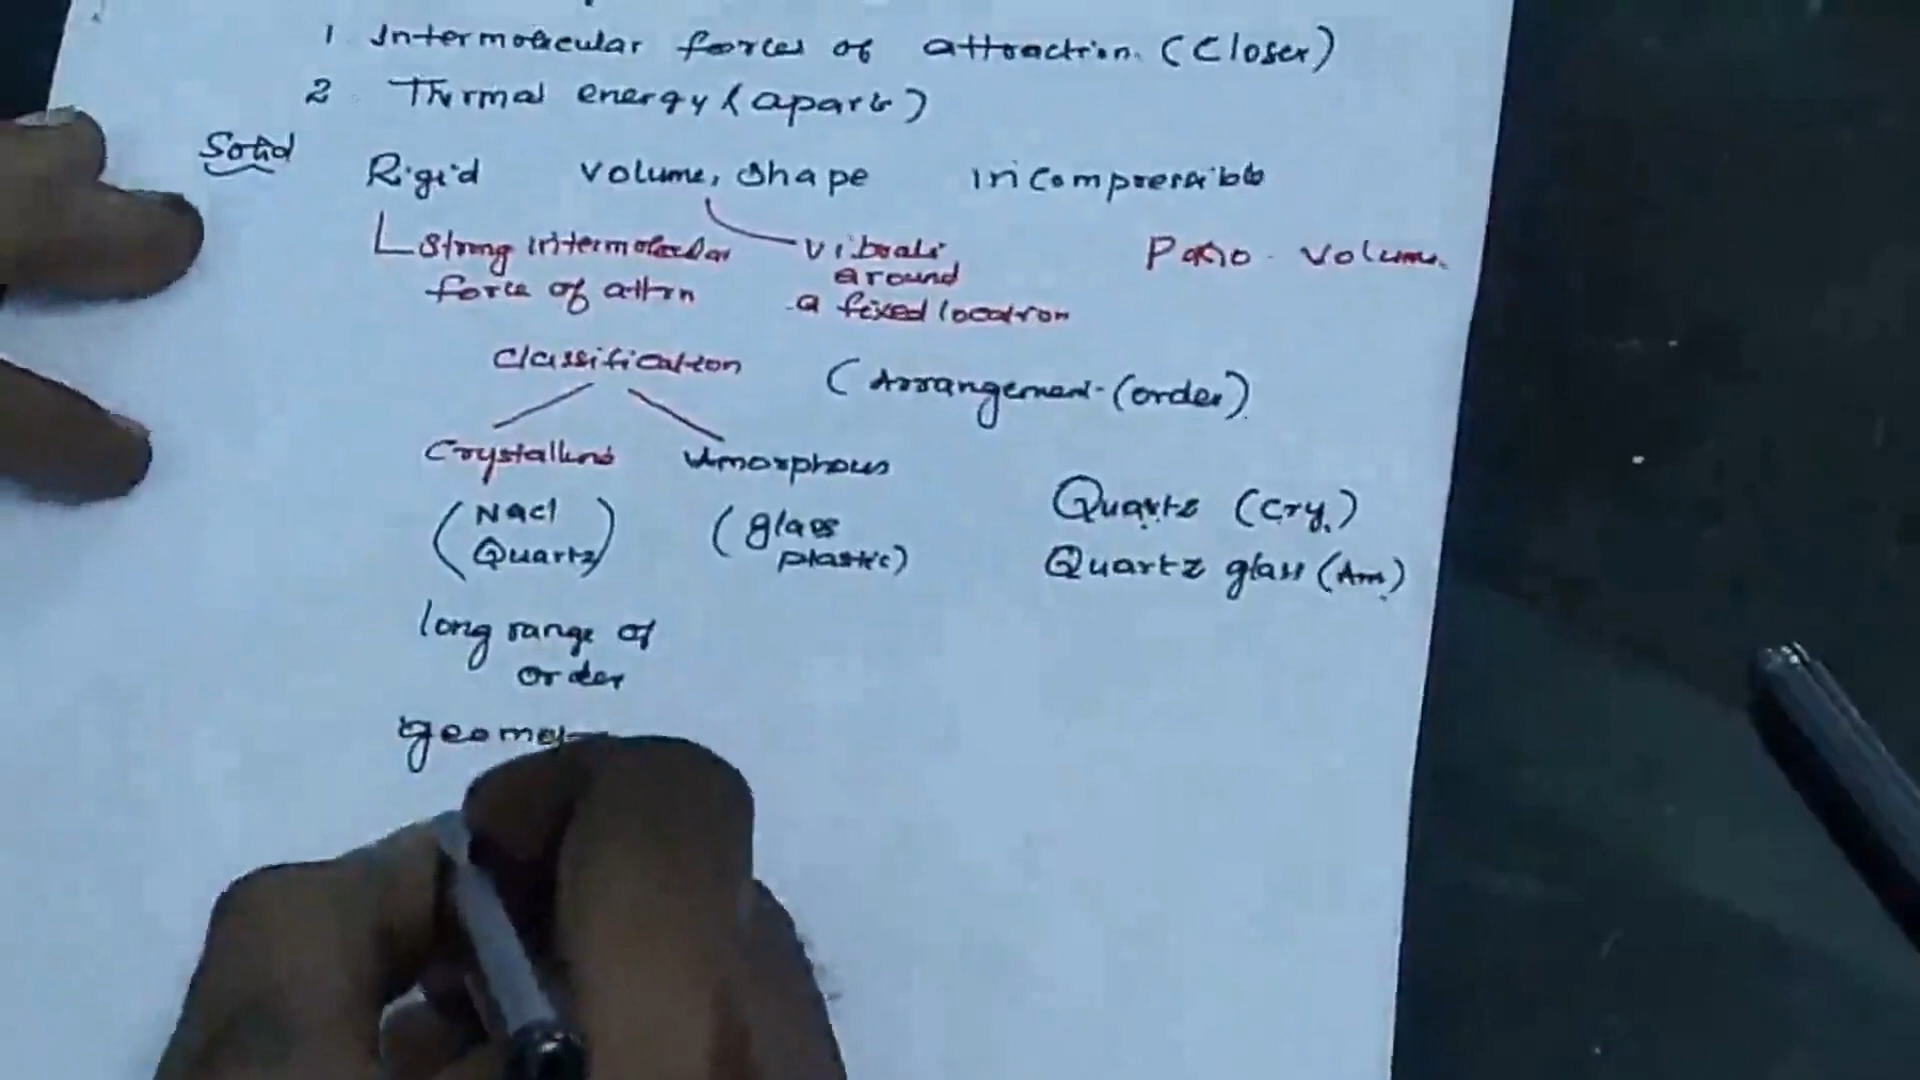 1 Intermolecular forces of attraction. (Closer)
2 Thermal energy (apart)
Solid
Rigid volume, shape incompressible
Strong intermolecular force of attrn
vibrate around a fixed location
volume
Classification (Arrangement-(order)
Crystalline Amorphous
(NaCl Quartz)
(glass plastic)
Quartz (Cry.)
Quartz glass (Am)
long range of order
geomet